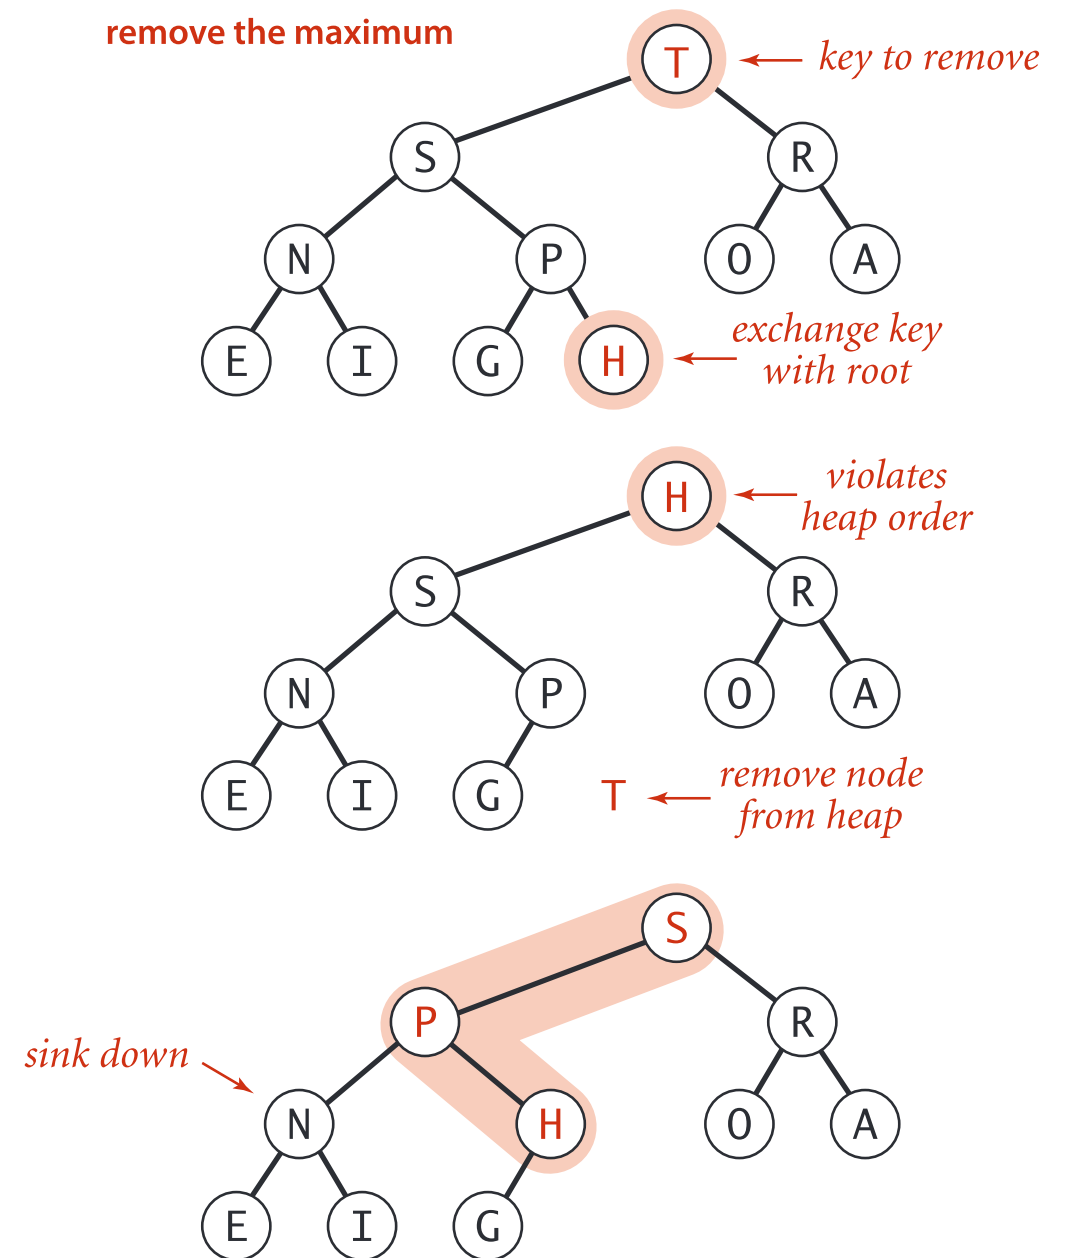 remove the maximum
T
key to remove
S
R
N
P
O
A
E
I
G
H
exchange key
with root
H
violates
heap order
S
R
N
P
O
A
E
I
G
T
remove node
from heap
S
P
R
sink down
N
H
O
A
E
I
G